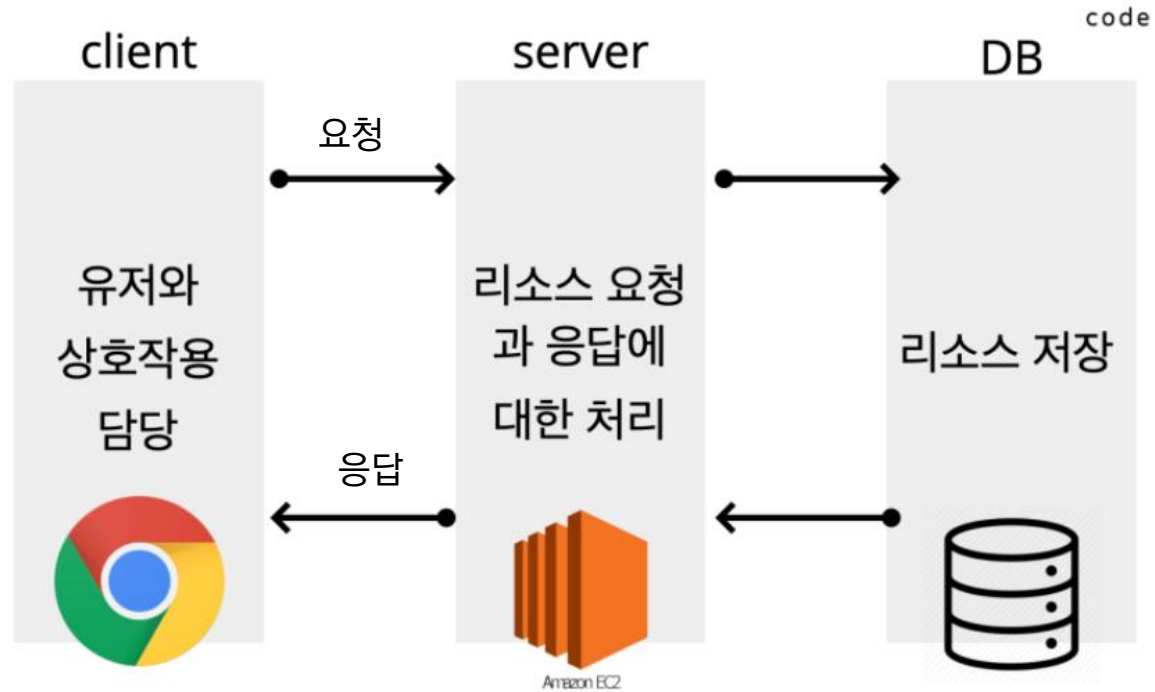 code
client
server
DB
요청
유저와
상호작용
담당
리소스 요청
과 응답에
대한 처리
리소스 저장
응답
Amazon EC2